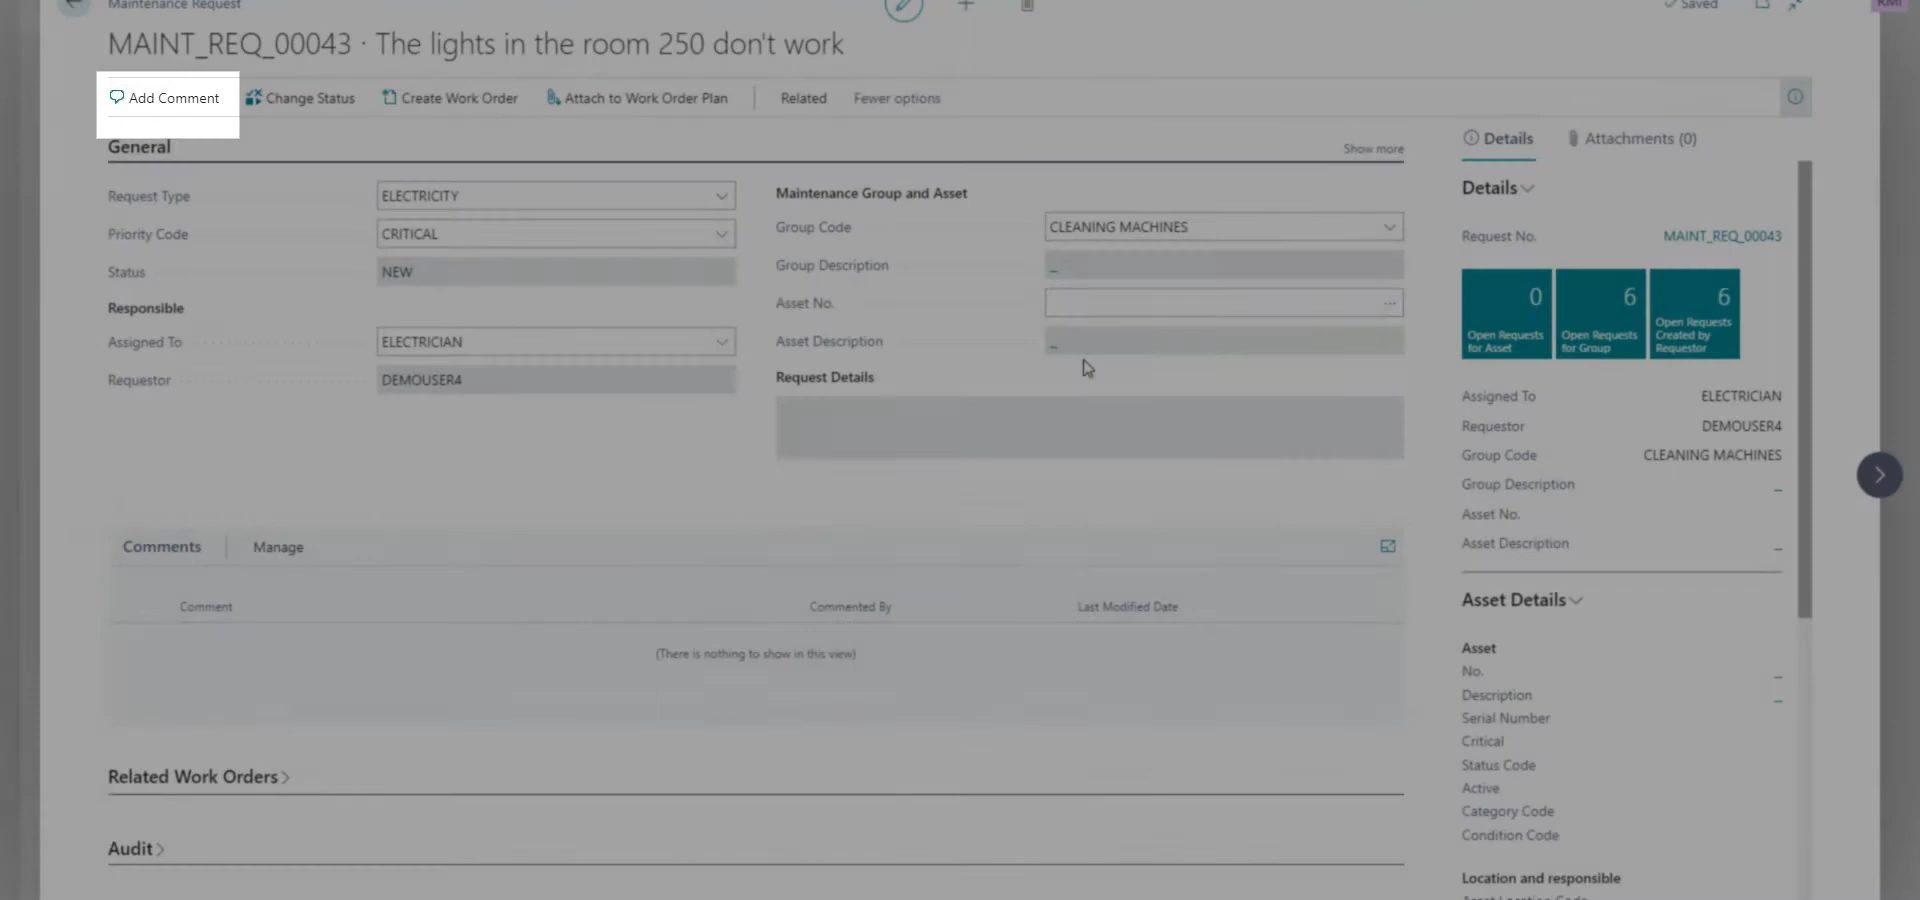 Maintenance Request
Saved
RMI
MAINT_REQ_00043 · The lights in the room 250 don't work
Add Comment
Change Status
Create Work Order
Attach to Work Order Plan
Related
Fewer options
General
Show more
Request Type
ELECTRICITY
Priority Code
CRITICAL
Status
NEW
Responsible
Assigned To
ELECTRICIAN
Requestor
DEMOUSER4
Maintenance Group and Asset
Group Code
CLEANING MACHINES
Group Description
_
Asset No.
...
Asset Description
_
Request Details
Comments
Manage
Comment
Commented By
Last Modified Date
(There is nothing to show in this view)
Related Work Orders
Audit
Details
Attachments (0)
Details
Request No.
MAINT_REQ_00043
0
Open Requests
for Asset
6
Open Requests
for Group
6
Open Requests
Created by
Requestor
Assigned To
ELECTRICIAN
Requestor
DEMOUSER4
Group Code
CLEANING MACHINES
Group Description
_
Asset No.
Asset Description
_
Asset Details
Asset
No.
_
Description
_
Serial Number
Critical
Status Code
Active
Category Code
Condition Code
Location and responsible
Asset Location Code